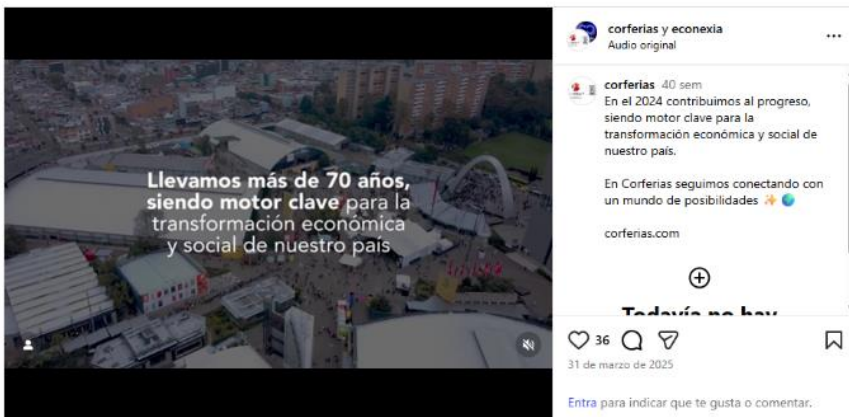 Llevamos más de 70 años,
siendo motor clave para la
transformación económica
y social de nuestro país
corferias y econexia
Audio original
corferias 40 sem
En el 2024 contribuimos al progreso,
siendo motor clave para la
transformación económica y social de
nuestro país.
En Corferias seguimos conectando con
un mundo de posibilidades ✨ 🌎
corferias.com
Todavía no hay
36
31 de marzo de 2025
Entra para indicar que te gusta o comentar.